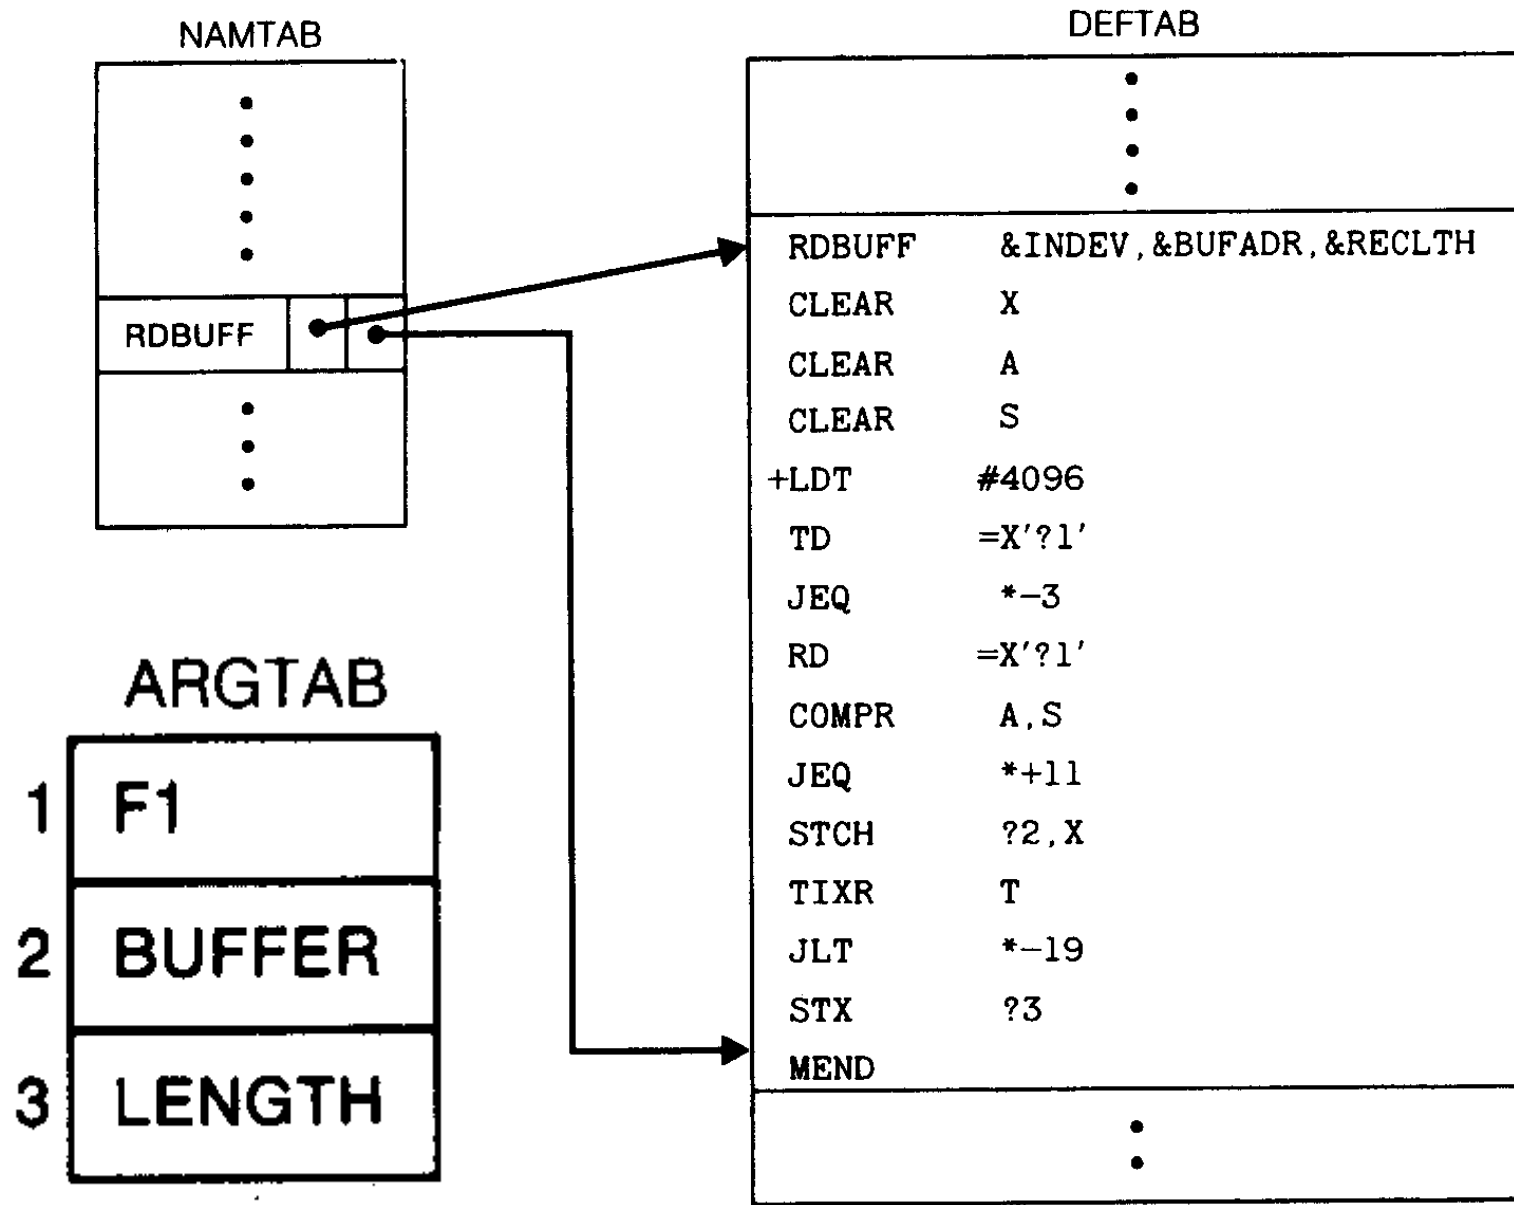 NAMTAB
RDBUFF
ARGTAB
1 F1
2 BUFFER
3 LENGTH
DEFTAB
RDBUFF &INDEV,&BUFADR,&RECLTH
CLEAR X
CLEAR A
CLEAR S
+LDT #4096
TD =X'?1'
JEQ *−3
RD =X'?1'
COMPR A,S
JEQ *+11
STCH ?2,X
TIXR T
JLT *−19
STX ?3
MEND